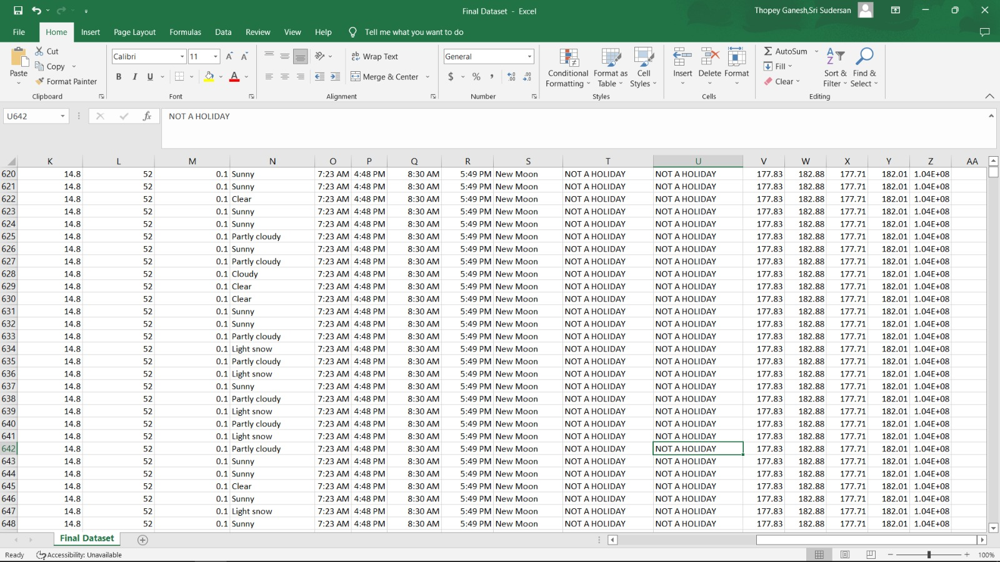 Final Dataset - Excel
Thopey Ganesh,Sri Sudersan
File Home Insert Page Layout Formulas Data Review View Help Tell me what you want to do
Paste
Cut
Copy
Format Painter
Clipboard
Calibri 11
B I U
Font
Wrap Text
Merge & Center
Alignment
General
$ % ,
Number
Conditional Formatting
Format as Table
Cell Styles
Styles
Insert Delete Format
Cells
AutoSum
Fill
Clear
Sort & Filter
Find & Select
Editing
U642 fx NOT A HOLIDAY
K L M N O P Q R S T U V W X Y Z AA
620 14.8 52 0.1 Sunny 7:23 AM 4:48 PM 8:30 AM 5:49 PM New Moon NOT A HOLIDAY NOT A HOLIDAY 177.83 182.88 177.71 182.01 1.04E+08
621 14.8 52 0.1 Sunny 7:23 AM 4:48 PM 8:30 AM 5:49 PM New Moon NOT A HOLIDAY NOT A HOLIDAY 177.83 182.88 177.71 182.01 1.04E+08
622 14.8 52 0.1 Clear 7:23 AM 4:48 PM 8:30 AM 5:49 PM New Moon NOT A HOLIDAY NOT A HOLIDAY 177.83 182.88 177.71 182.01 1.04E+08
623 14.8 52 0.1 Sunny 7:23 AM 4:48 PM 8:30 AM 5:49 PM New Moon NOT A HOLIDAY NOT A HOLIDAY 177.83 182.88 177.71 182.01 1.04E+08
624 14.8 52 0.1 Sunny 7:23 AM 4:48 PM 8:30 AM 5:49 PM New Moon NOT A HOLIDAY NOT A HOLIDAY 177.83 182.88 177.71 182.01 1.04E+08
625 14.8 52 0.1 Partly cloudy 7:23 AM 4:48 PM 8:30 AM 5:49 PM New Moon NOT A HOLIDAY NOT A HOLIDAY 177.83 182.88 177.71 182.01 1.04E+08
626 14.8 52 0.1 Sunny 7:23 AM 4:48 PM 8:30 AM 5:49 PM New Moon NOT A HOLIDAY NOT A HOLIDAY 177.83 182.88 177.71 182.01 1.04E+08
627 14.8 52 0.1 Partly cloudy 7:23 AM 4:48 PM 8:30 AM 5:49 PM New Moon NOT A HOLIDAY NOT A HOLIDAY 177.83 182.88 177.71 182.01 1.04E+08
628 14.8 52 0.1 Cloudy 7:23 AM 4:48 PM 8:30 AM 5:49 PM New Moon NOT A HOLIDAY NOT A HOLIDAY 177.83 182.88 177.71 182.01 1.04E+08
629 14.8 52 0.1 Clear 7:23 AM 4:48 PM 8:30 AM 5:49 PM New Moon NOT A HOLIDAY NOT A HOLIDAY 177.83 182.88 177.71 182.01 1.04E+08
630 14.8 52 0.1 Clear 7:23 AM 4:48 PM 8:30 AM 5:49 PM New Moon NOT A HOLIDAY NOT A HOLIDAY 177.83 182.88 177.71 182.01 1.04E+08
631 14.8 52 0.1 Sunny 7:23 AM 4:48 PM 8:30 AM 5:49 PM New Moon NOT A HOLIDAY NOT A HOLIDAY 177.83 182.88 177.71 182.01 1.04E+08
632 14.8 52 0.1 Sunny 7:23 AM 4:48 PM 8:30 AM 5:49 PM New Moon NOT A HOLIDAY NOT A HOLIDAY 177.83 182.88 177.71 182.01 1.04E+08
633 14.8 52 0.1 Partly cloudy 7:23 AM 4:48 PM 8:30 AM 5:49 PM New Moon NOT A HOLIDAY NOT A HOLIDAY 177.83 182.88 177.71 182.01 1.04E+08
634 14.8 52 0.1 Light snow 7:23 AM 4:48 PM 8:30 AM 5:49 PM New Moon NOT A HOLIDAY NOT A HOLIDAY 177.83 182.88 177.71 182.01 1.04E+08
635 14.8 52 0.1 Partly cloudy 7:23 AM 4:48 PM 8:30 AM 5:49 PM New Moon NOT A HOLIDAY NOT A HOLIDAY 177.83 182.88 177.71 182.01 1.04E+08
636 14.8 52 0.1 Light snow 7:23 AM 4:48 PM 8:30 AM 5:49 PM New Moon NOT A HOLIDAY NOT A HOLIDAY 177.83 182.88 177.71 182.01 1.04E+08
637 14.8 52 0.1 Sunny 7:23 AM 4:48 PM 8:30 AM 5:49 PM New Moon NOT A HOLIDAY NOT A HOLIDAY 177.83 182.88 177.71 182.01 1.04E+08
638 14.8 52 0.1 Partly cloudy 7:23 AM 4:48 PM 8:30 AM 5:49 PM New Moon NOT A HOLIDAY NOT A HOLIDAY 177.83 182.88 177.71 182.01 1.04E+08
639 14.8 52 0.1 Light snow 7:23 AM 4:48 PM 8:30 AM 5:49 PM New Moon NOT A HOLIDAY NOT A HOLIDAY 177.83 182.88 177.71 182.01 1.04E+08
640 14.8 52 0.1 Partly cloudy 7:23 AM 4:48 PM 8:30 AM 5:49 PM New Moon NOT A HOLIDAY NOT A HOLIDAY 177.83 182.88 177.71 182.01 1.04E+08
641 14.8 52 0.1 Light snow 7:23 AM 4:48 PM 8:30 AM 5:49 PM New Moon NOT A HOLIDAY NOT A HOLIDAY 177.83 182.88 177.71 182.01 1.04E+08
642 14.8 52 0.1 Partly cloudy 7:23 AM 4:48 PM 8:30 AM 5:49 PM New Moon NOT A HOLIDAY NOT A HOLIDAY 177.83 182.88 177.71 182.01 1.04E+08
643 14.8 52 0.1 Sunny 7:23 AM 4:48 PM 8:30 AM 5:49 PM New Moon NOT A HOLIDAY NOT A HOLIDAY 177.83 182.88 177.71 182.01 1.04E+08
644 14.8 52 0.1 Sunny 7:23 AM 4:48 PM 8:30 AM 5:49 PM New Moon NOT A HOLIDAY NOT A HOLIDAY 177.83 182.88 177.71 182.01 1.04E+08
645 14.8 52 0.1 Clear 7:23 AM 4:48 PM 8:30 AM 5:49 PM New Moon NOT A HOLIDAY NOT A HOLIDAY 177.83 182.88 177.71 182.01 1.04E+08
646 14.8 52 0.1 Sunny 7:23 AM 4:48 PM 8:30 AM 5:49 PM New Moon NOT A HOLIDAY NOT A HOLIDAY 177.83 182.88 177.71 182.01 1.04E+08
647 14.8 52 0.1 Light snow 7:23 AM 4:48 PM 8:30 AM 5:49 PM New Moon NOT A HOLIDAY NOT A HOLIDAY 177.83 182.88 177.71 182.01 1.04E+08
648 14.8 52 0.1 Sunny 7:23 AM 4:48 PM 8:30 AM 5:49 PM New Moon NOT A HOLIDAY NOT A HOLIDAY 177.83 182.88 177.71 182.01 1.04E+08
Final Dataset
Ready Accessibility: Unavailable 100%